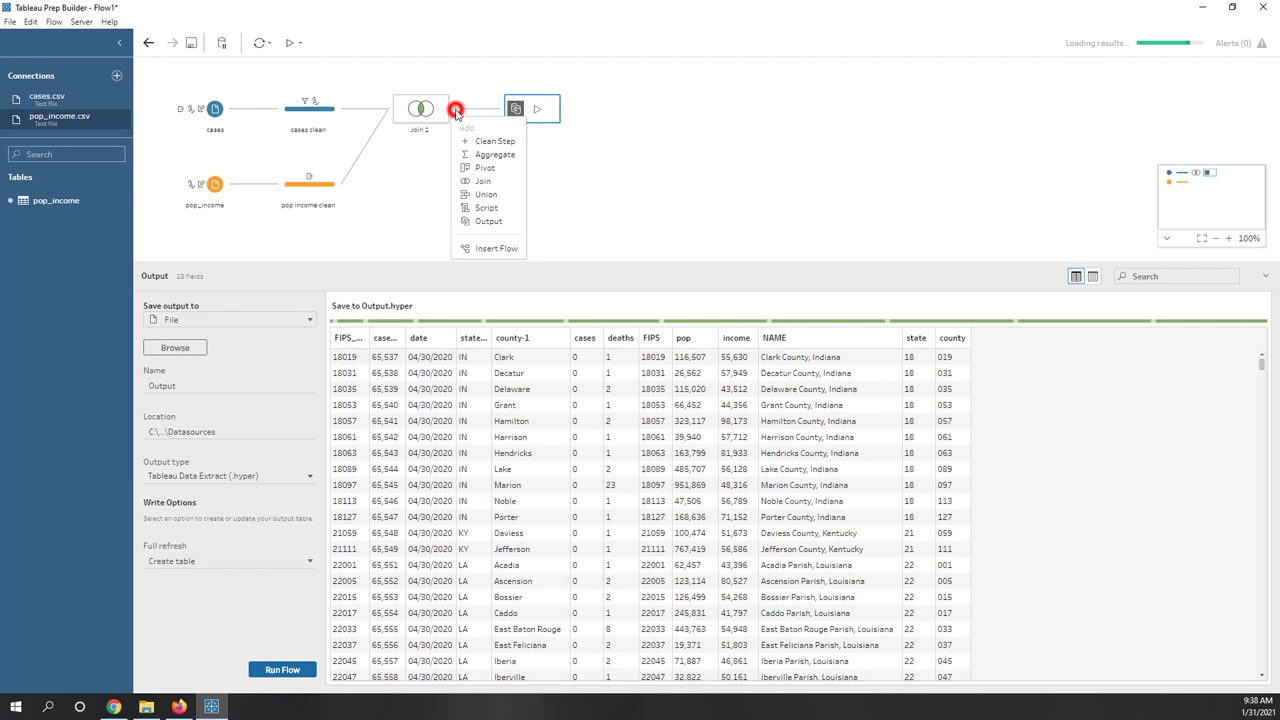 Tableau Prep Builder - Flow1*
File Edit Flow Server Help
Loading results...
Alerts (0)
Connections
cases.csv
Text file
pop_income.csv
Text file
Search
Tables
pop_income
cases
cases clean
Join 1
pop_income
pop income clean
Add:
Clean Step
Aggregate
Pivot
Join
Union
Script
Output
Insert Flow
100%
Output 13 fields
Search
Save output to
File
Browse
Name
Output
Location
C:\...\Datasources
Output type
Tableau Data Extract (.hyper)
Write Options
Select an option to create or update your output table.
Full refresh
Create table
Run Flow
Save to Output.hyper
FIPS_... case... date state... county-1 cases deaths FIPS pop income NAME state county
18019 65,537 04/30/2020 IN Clark 0 1 18019 116,507 55,630 Clark County, Indiana 18 019
18031 65,538 04/30/2020 IN Decatur 0 1 18031 26,562 57,949 Decatur County, Indiana 18 031
18035 65,539 04/30/2020 IN Delaware 0 2 18035 115,020 43,512 Delaware County, Indiana 18 035
18053 65,540 04/30/2020 IN Grant 0 1 18053 66,452 44,356 Grant County, Indiana 18 053
18057 65,541 04/30/2020 IN Hamilton 0 2 18057 323,117 98,173 Hamilton County, Indiana 18 057
18061 65,542 04/30/2020 IN Harrison 0 1 18061 39,940 57,712 Harrison County, Indiana 18 061
18063 65,543 04/30/2020 IN Hendricks 0 1 18063 163,799 81,933 Hendricks County, Indiana 18 063
18089 65,544 04/30/2020 IN Lake 0 2 18089 485,707 56,128 Lake County, Indiana 18 089
18097 65,545 04/30/2020 IN Marion 0 23 18097 951,869 48,316 Marion County, Indiana 18 097
18113 65,546 04/30/2020 IN Noble 0 1 18113 47,506 56,789 Noble County, Indiana 18 113
18127 65,547 04/30/2020 IN Porter 0 1 18127 168,636 71,152 Porter County, Indiana 18 127
21059 65,548 04/30/2020 KY Daviess 0 1 21059 100,474 51,673 Daviess County, Kentucky 21 059
21111 65,549 04/30/2020 KY Jefferson 0 1 21111 767,419 56,586 Jefferson County, Kentucky 21 111
22001 65,551 04/30/2020 LA Acadia 0 1 22001 62,457 43,396 Acadia Parish, Louisiana 22 001
22005 65,552 04/30/2020 LA Ascension 0 2 22005 123,114 80,527 Ascension Parish, Louisiana 22 005
22015 65,553 04/30/2020 LA Bossier 0 2 22015 126,499 54,268 Bossier Parish, Louisiana 22 015
22017 65,554 04/30/2020 LA Caddo 0 2 22017 245,831 41,797 Caddo Parish, Louisiana 22 017
22033 65,555 04/30/2020 LA East Baton Rouge 0 8 22033 443,763 54,948 East Baton Rouge Parish, Louisiana 22 033
22037 65,556 04/30/2020 LA East Feliciana 0 1 22037 19,371 51,803 East Feliciana Parish, Louisiana 22 037
22045 65,557 04/30/2020 LA Iberia 0 2 22045 71,887 46,861 Iberia Parish, Louisiana 22 045
22047 65,558 04/30/2020 LA Iberville 0 1 22047 32,822 50,161 Iberville Parish, Louisiana 22 047
9:38 AM
1/31/2021